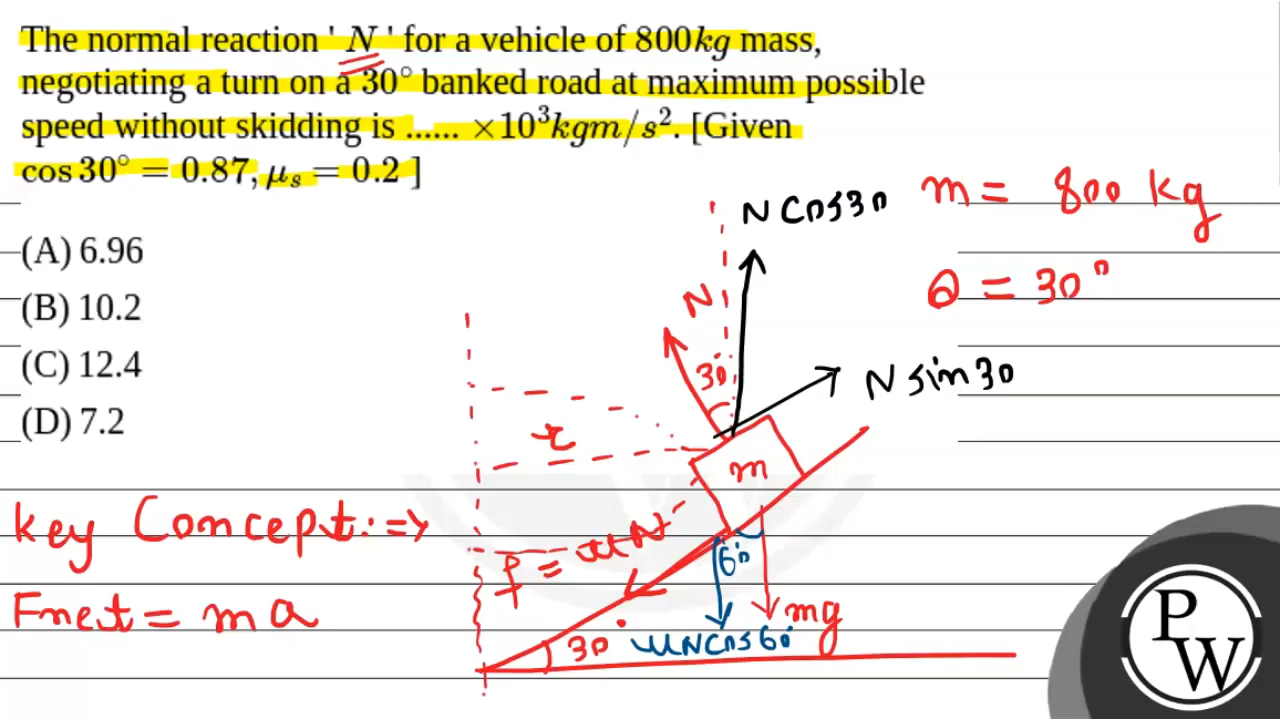 The normal reaction ' N ' for a vehicle of 800kg mass,
negotiating a turn on a 30° banked road at maximum possible
speed without skidding is ...... ×10³kgm/s². [Given
cos 30° = 0.87, μₛ = 0.2 ]
(A) 6.96
(B) 10.2
(C) 12.4
(D) 7.2
m = 800 kg
θ = 30°
N cos30
N
30°
N sin30
r
m
Key Concept :⇒
f = μN
60
Fnet = ma
mg
30°
μN cos60°
P
W